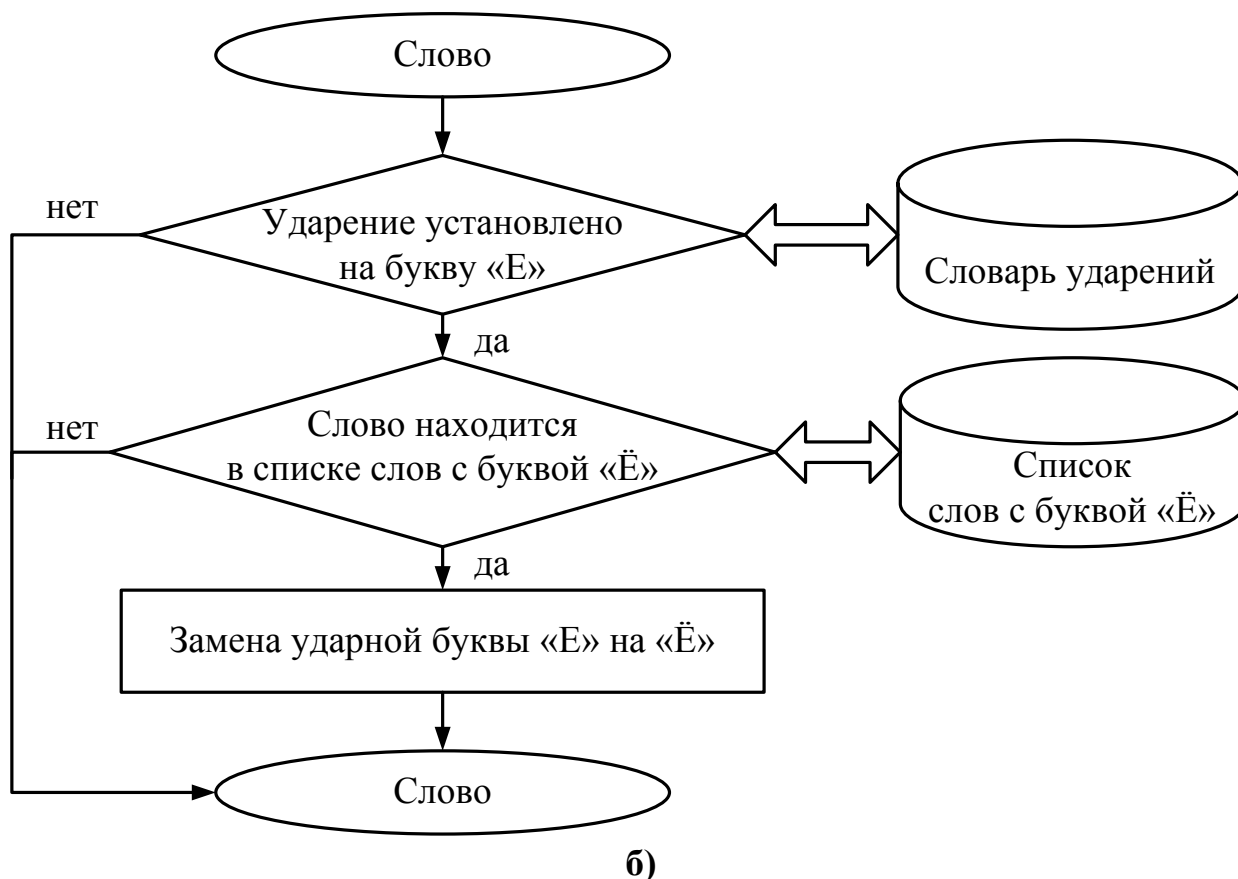 Слово
нет
Ударение установлено
на букву «Е»
Словарь ударений
да
нет
Слово находится
в списке слов с буквой «Ё»
Список
слов с буквой «Ё»
да
Замена ударной буквы «Е» на «Ё»
Слово
б)